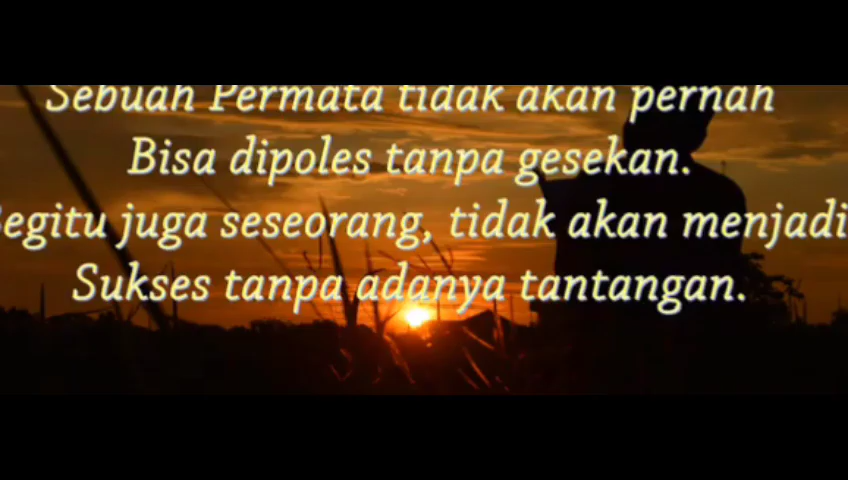 Sebuah Permata tidak akan pernah
Bisa dipoles tanpa gesekan.
Begitu juga seseorang, tidak akan menjadi
Sukses tanpa adanya tantangan.